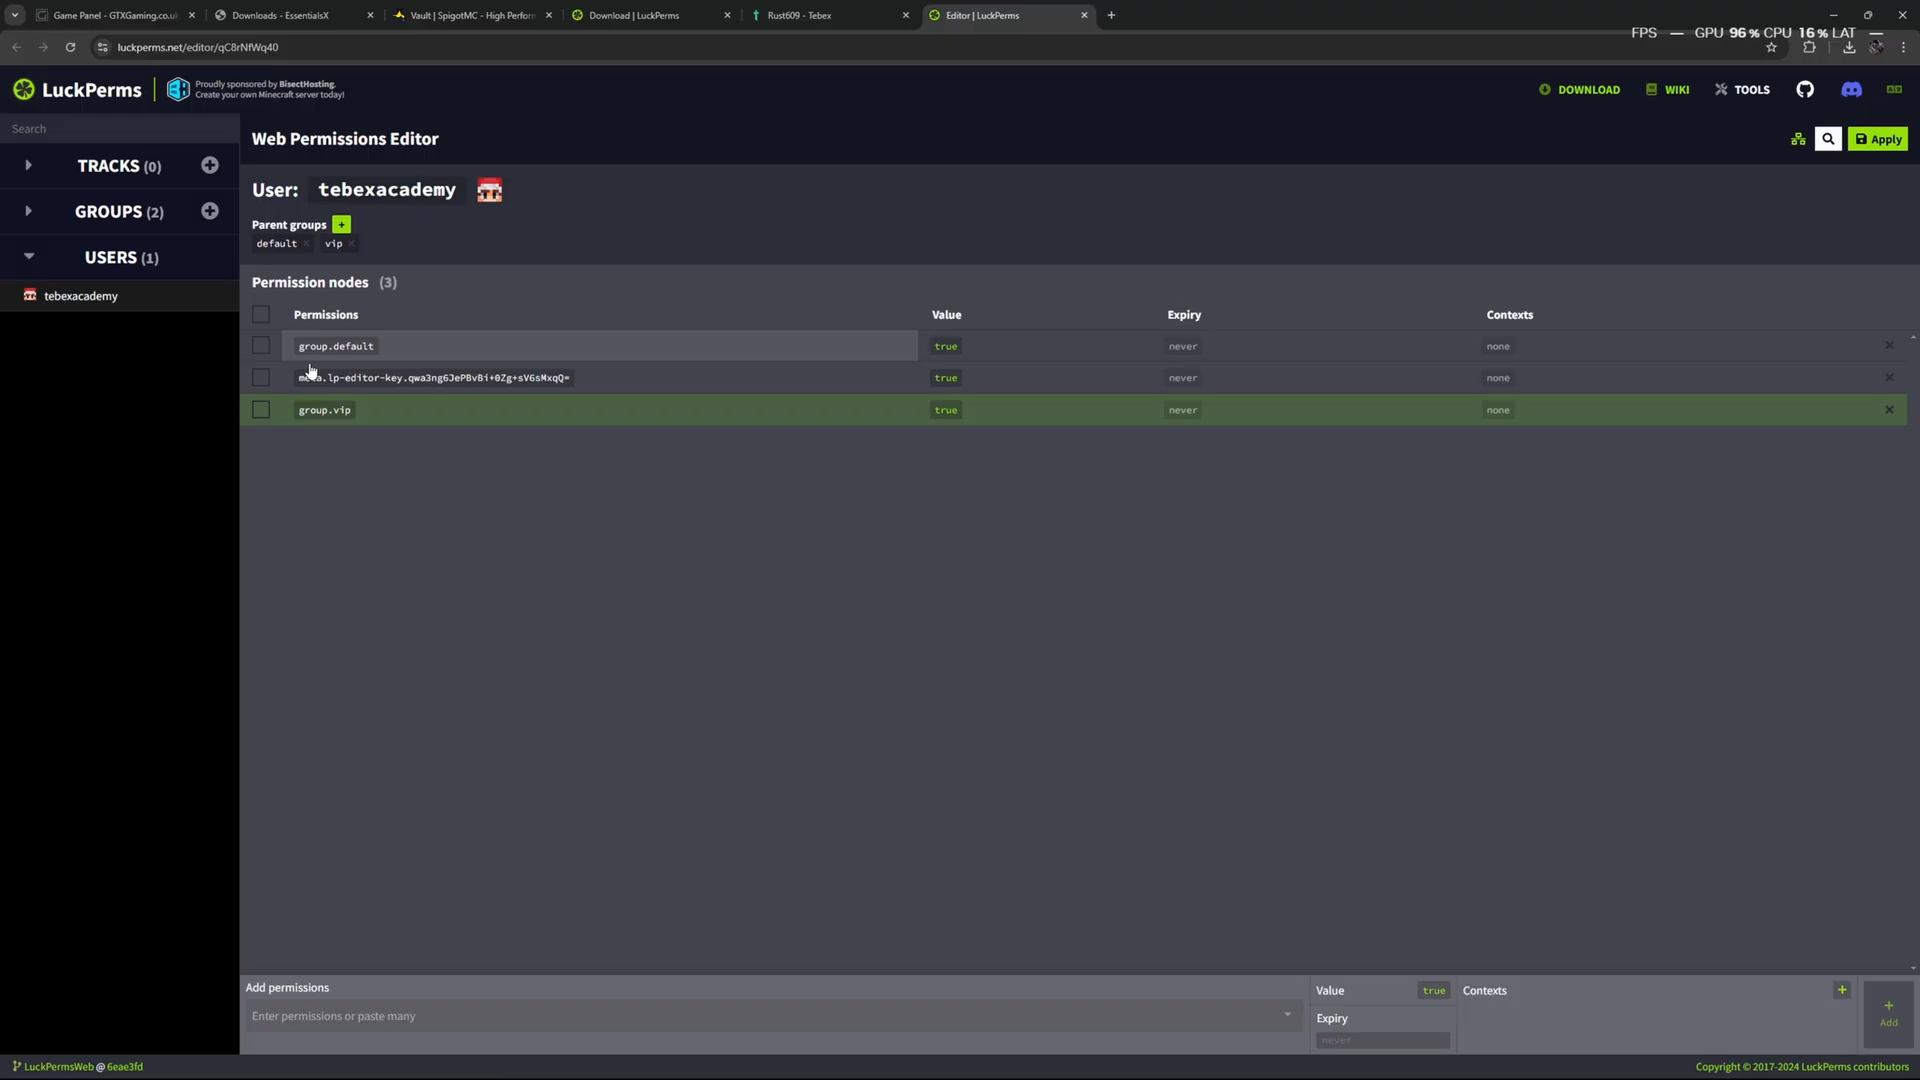 Game Panel - GTXGaming.co.uk
Downloads - EssentialsX
Vault | SpigotMC - High Perform
Download | LuckPerms
Rust609 - Tebex
Editor | LuckPerms
FPS — GPU 96 % CPU 16 % LAT —
luckperms.net/editor/qC8rNfWq40
LuckPerms
Proudly sponsored by BisectHosting.
Create your own Minecraft server today!
DOWNLOAD
WIKI
TOOLS
Search
Web Permissions Editor
Apply
TRACKS (0)
GROUPS (2)
USERS (1)
tebexacademy
User: tebexacademy
Parent groups +
default × vip ×
Permission nodes (3)
Permissions Value Expiry Contexts
group.default true never none
meta.lp-editor-key.qwa3ng6JePBvBi+0Zg+sV6sMxqQ= true never none
group.vip true never none
Add permissions
Enter permissions or paste many
Value true
Expiry
never
Contexts +
+
Add
LuckPermsWeb @ 6eae3fd
Copyright © 2017-2024 LuckPerms contributors